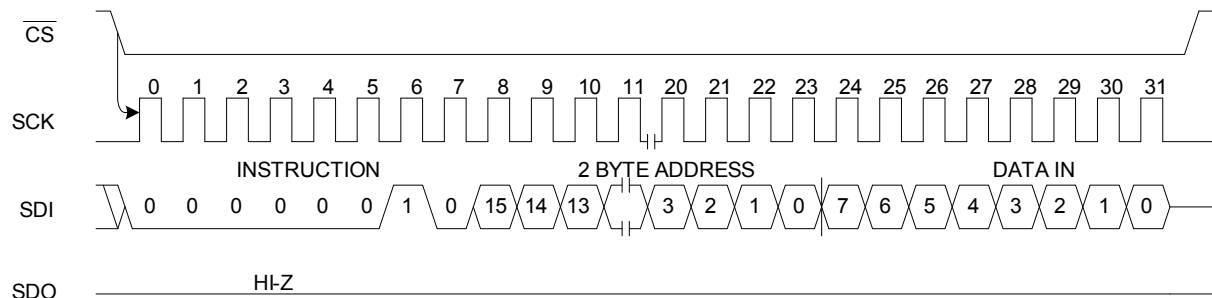 CS
0 1 2 3 4 5 6 7 8 9 10 11 20 21 22 23 24 25 26 27 28 29 30 31
SCK
INSTRUCTION 2 BYTE ADDRESS DATA IN
SDI 0 0 0 0 0 0 1 0 15 14 13 3 2 1 0 7 6 5 4 3 2 1 0
HI-Z
SDO